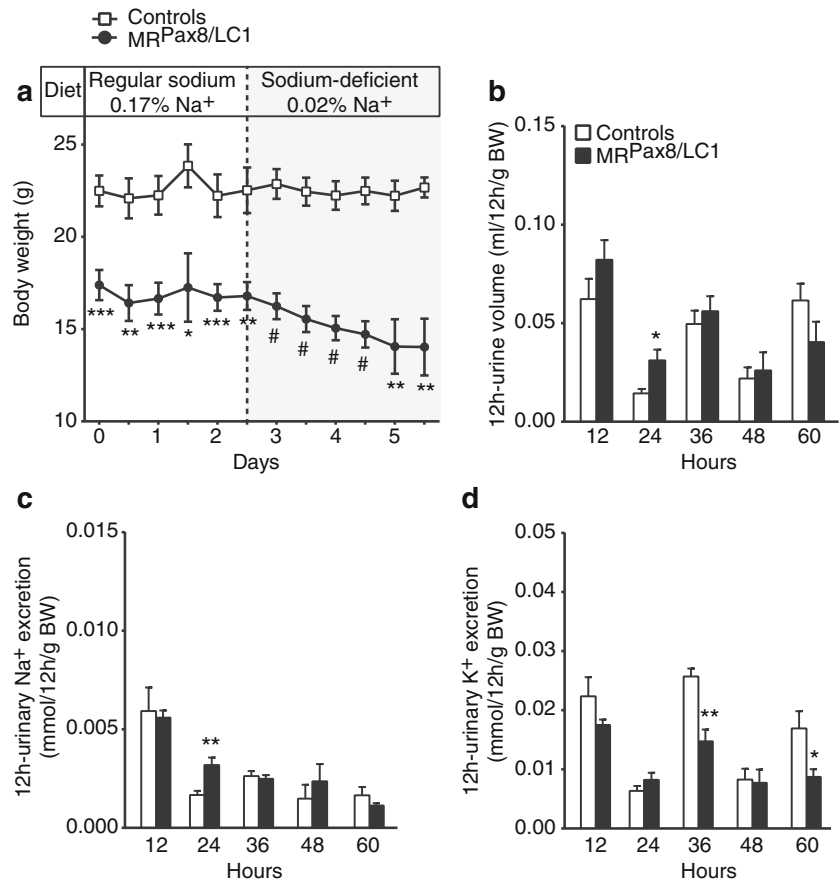 Controls
MRPax8/LC1
a
Diet
Regular sodium
0.17% Na+
Sodium-deficient
0.02% Na+
Body weight (g)
25
20
15
10
*** ** *** * *** ** # # # # ** **
0 1 2 3 4 5
Days
b
Controls
MRPax8/LC1
12h-urine volume (ml/12h/g BW)
0.15
0.10
0.05
0.00
*
12 24 36 48 60
Hours
c
12h-urinary Na+ excretion
(mmol/12h/g BW)
0.015
0.010
0.005
0.000
**
12 24 36 48 60
Hours
d
12h-urinary K+ excretion
(mmol/12h/g BW)
0.05
0.04
0.03
0.02
0.01
0.00
** *
12 24 36 48 60
Hours